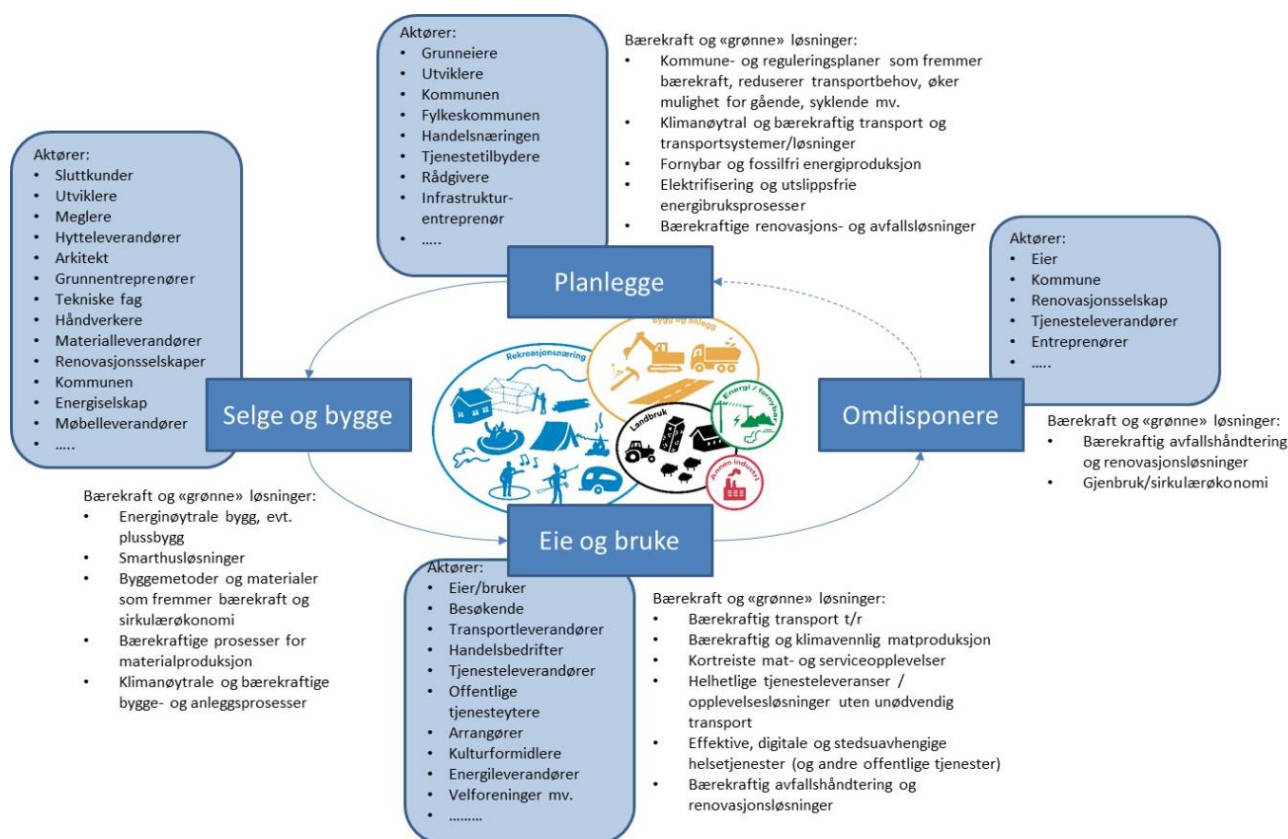 Aktører:
• Grunneiere
• Utviklere
• Kommunen
• Fylkeskommunen
• Handelsnæringen
• Tjenestetilbydere
• Rådgivere
• Infrastruktur-
entreprenør
• …..
Bærekraft og «grønne» løsninger:
• Kommune- og reguleringsplaner som fremmer
bærekraft, reduserer transportbehov, øker
mulighet for gående, syklende mv.
• Klimanøytral og bærekraftig transport og
transportsystemer/løsninger
• Fornybar og fossilfri energiproduksjon
• Elektrifisering og utslippsfrie
energibruksprosesser
• Bærekraftige renovasjons- og avfallsløsninger
Planlegge
Aktører:
• Sluttkunder
• Utviklere
• Meglere
• Hytteleverandører
• Arkitekt
• Grunnentreprenører
• Tekniske fag
• Håndverkere
• Materialleverandører
• Renovasjonsselskaper
• Kommunen
• Energiselskap
• Møbelleverandører
• …..
Selge og bygge
Bærekraft og «grønne» løsninger:
• Energinøytrale bygg, evt.
plussbygg
• Smarthusløsninger
• Byggemetoder og materialer
som fremmer bærekraft og
sirkulærøkonomi
• Bærekraftige prosesser for
materialproduksjon
• Klimanøytrale og bærekraftige
bygge- og anleggsprosesser
Rekreasjonsnæring
Bygg og anlegg
Landbruk
Energi / fornybar
Annen industri
Aktører:
• Eier
• Kommune
• Renovasjonsselskap
• Tjenesteleverandører
• Entreprenører
• …..
Omdisponere
Bærekraft og «grønne» løsninger:
• Bærekraftig avfallshåndtering
og renovasjonsløsninger
• Gjenbruk/sirkulærøkonomi
Eie og bruke
Aktører:
• Eier/bruker
• Besøkende
• Transportleverandører
• Handelsbedrifter
• Tjenesteleverandører
• Offentlige
tjenesteytere
• Arrangører
• Kulturformidlere
• Energileverandører
• Velforeninger mv.
• ………
Bærekraft og «grønne» løsninger:
• Bærekraftig transport t/r
• Bærekraftig og klimavennlig matproduksjon
• Kortreiste mat- og serviceopplevelser
• Helhetlige tjenesteleveranser /
opplevelsesløsninger uten unødvendig
transport
• Effektive, digitale og stedsuavhengige
helsetjenester (og andre offentlige tjenester)
• Bærekraftig avfallshåndtering og
renovasjonsløsninger